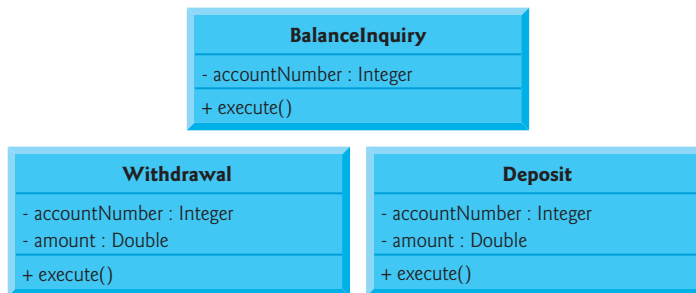 BalanceInquiry
- accountNumber : Integer
+ execute()
Withdrawal
- accountNumber : Integer
- amount : Double
+ execute()
Deposit
- accountNumber : Integer
- amount : Double
+ execute()